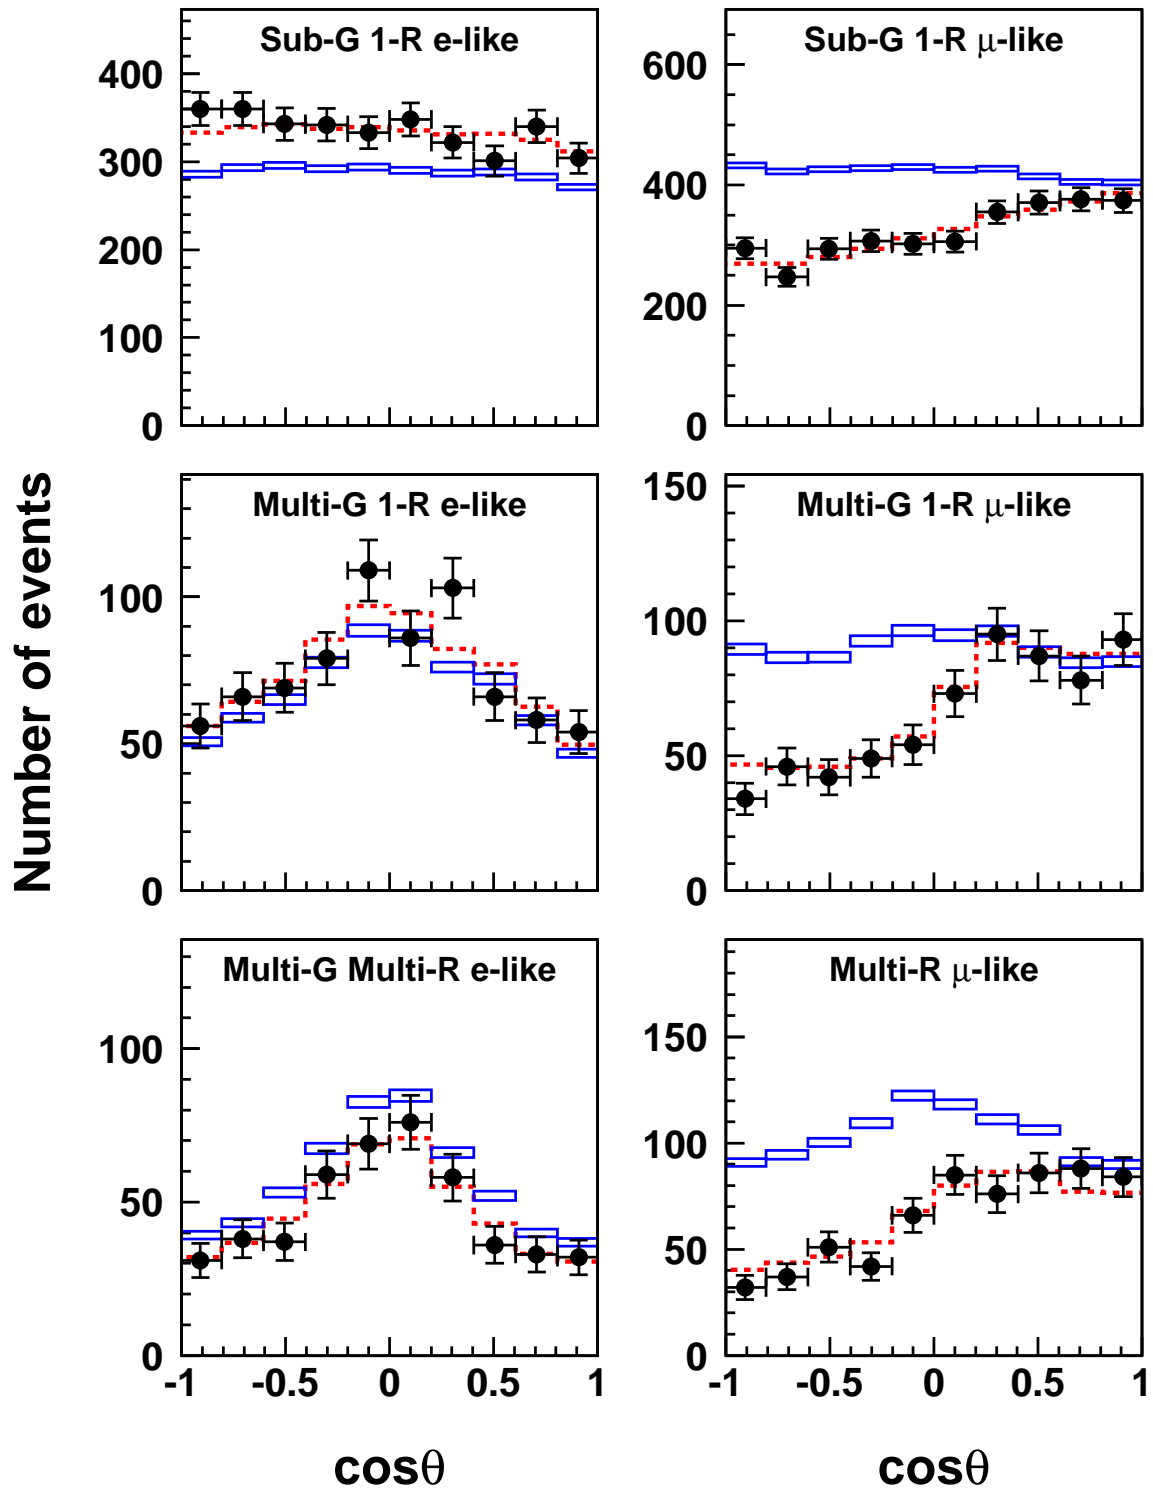 Number of events
Sub-G 1-R e-like
400
300
200
100
0
Sub-G 1-R μ-like
600
400
200
0
Multi-G 1-R e-like
100
50
0
Multi-G 1-R μ-like
150
100
50
0
Multi-G Multi-R e-like
100
50
0
-1 -0.5 0 0.5 1
cosθ
Multi-R μ-like
150
100
50
0
-1 -0.5 0 0.5 1
cosθ